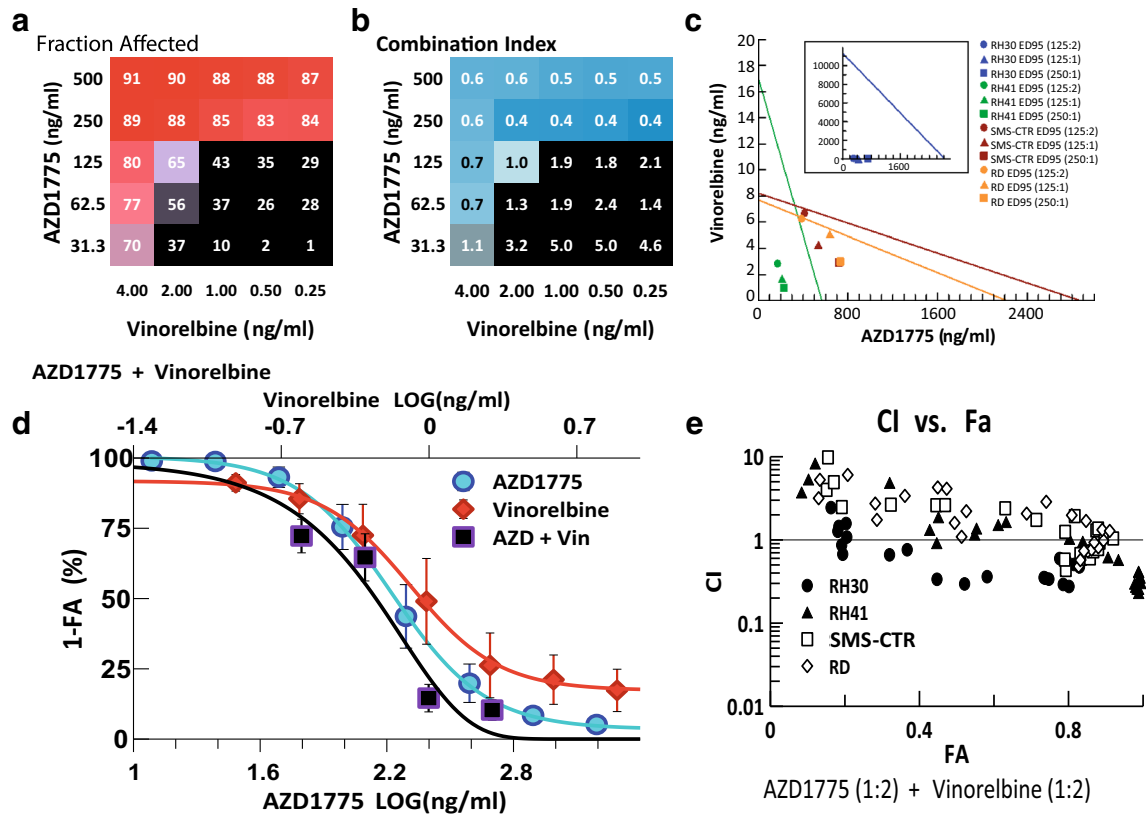 a
Fraction Affected
AZD1775 (ng/ml)
500 91 90 88 88 87
250 89 88 85 83 84
125 80 65 43 35 29
62.5 77 56 37 26 28
31.3 70 37 10 2 1
4.00 2.00 1.00 0.50 0.25
Vinorelbine (ng/ml)
b
Combination Index
AZD1775 (ng/ml)
500 0.6 0.6 0.5 0.5 0.5
250 0.6 0.4 0.4 0.4 0.4
125 0.7 1.0 1.9 1.8 2.1
62.5 0.7 1.3 1.9 2.4 1.4
31.3 1.1 3.2 5.0 5.0 4.6
4.00 2.00 1.00 0.50 0.25
Vinorelbine (ng/ml)
c
Vinorelbine (ng/ml)
20
18
16
14
12
10
8
6
4
2
0
0 800 1600 2400
AZD1775 (ng/ml)
10000
8000
6000
4000
2000
0
0 1600
RH30 ED95 (125:2)
RH30 ED95 (125:1)
RH30 ED95 (250:1)
RH41 ED95 (125:2)
RH41 ED95 (125:1)
RH41 ED95 (250:1)
SMS-CTR ED95 (125:2)
SMS-CTR ED95 (125:1)
SMS-CTR ED95 (250:1)
RD ED95 (125:2)
RD ED95 (125:1)
RD ED95 (250:1)
AZD1775 + Vinorelbine
d
Vinorelbine LOG(ng/ml)
-1.4 -0.7 0 0.7
1-FA (%)
100
75
50
25
0
AZD1775
Vinorelbine
AZD + Vin
1 1.6 2.2 2.8
AZD1775 LOG(ng/ml)
e
CI vs. Fa
CI
10
1
0.1
0.01
RH30
RH41
SMS-CTR
RD
0 0.4 0.8
FA
AZD1775 (1:2) + Vinorelbine (1:2)